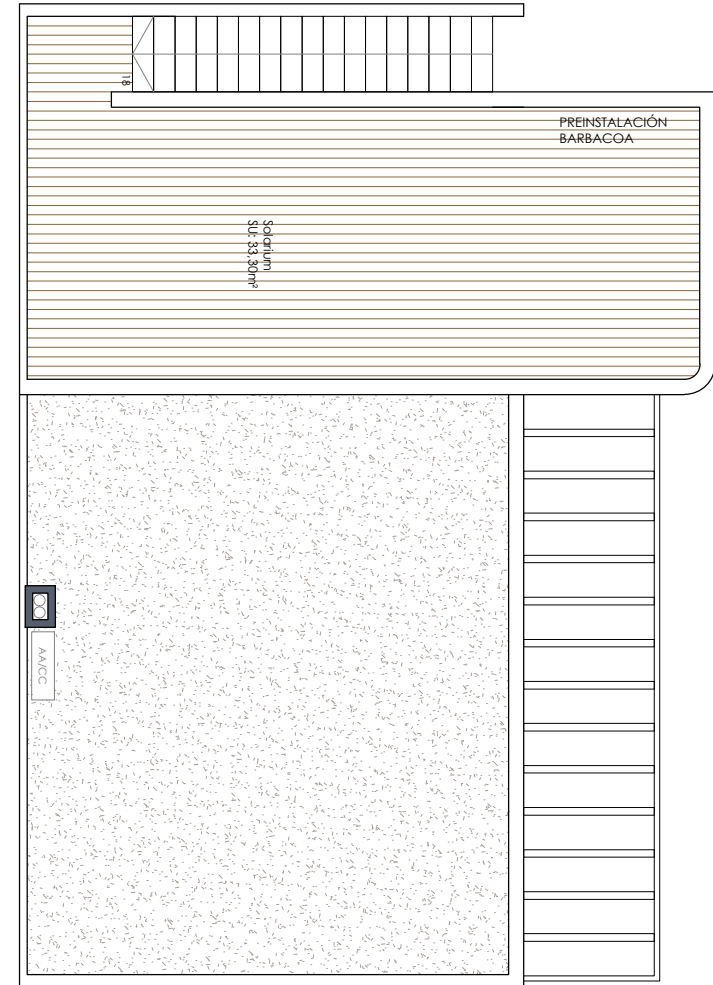 18
PREINSTALACIÓN
BARBACOA
Solarium
SU: 33,30m²
AA/CC